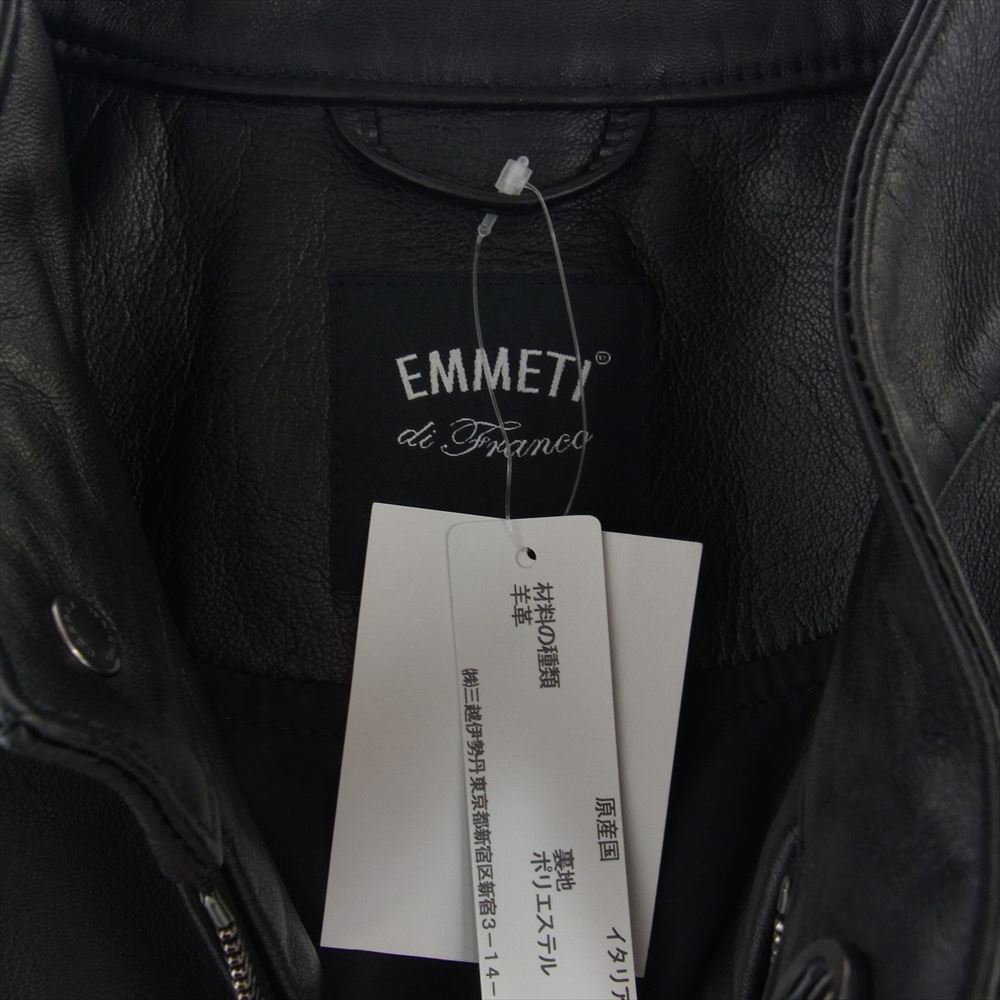 EMMETI
di Franco
材料の種類
羊革
原産国 イタリア
裏地
ポリエステル
㈱三越伊勢丹東京都新宿区新宿3-14-